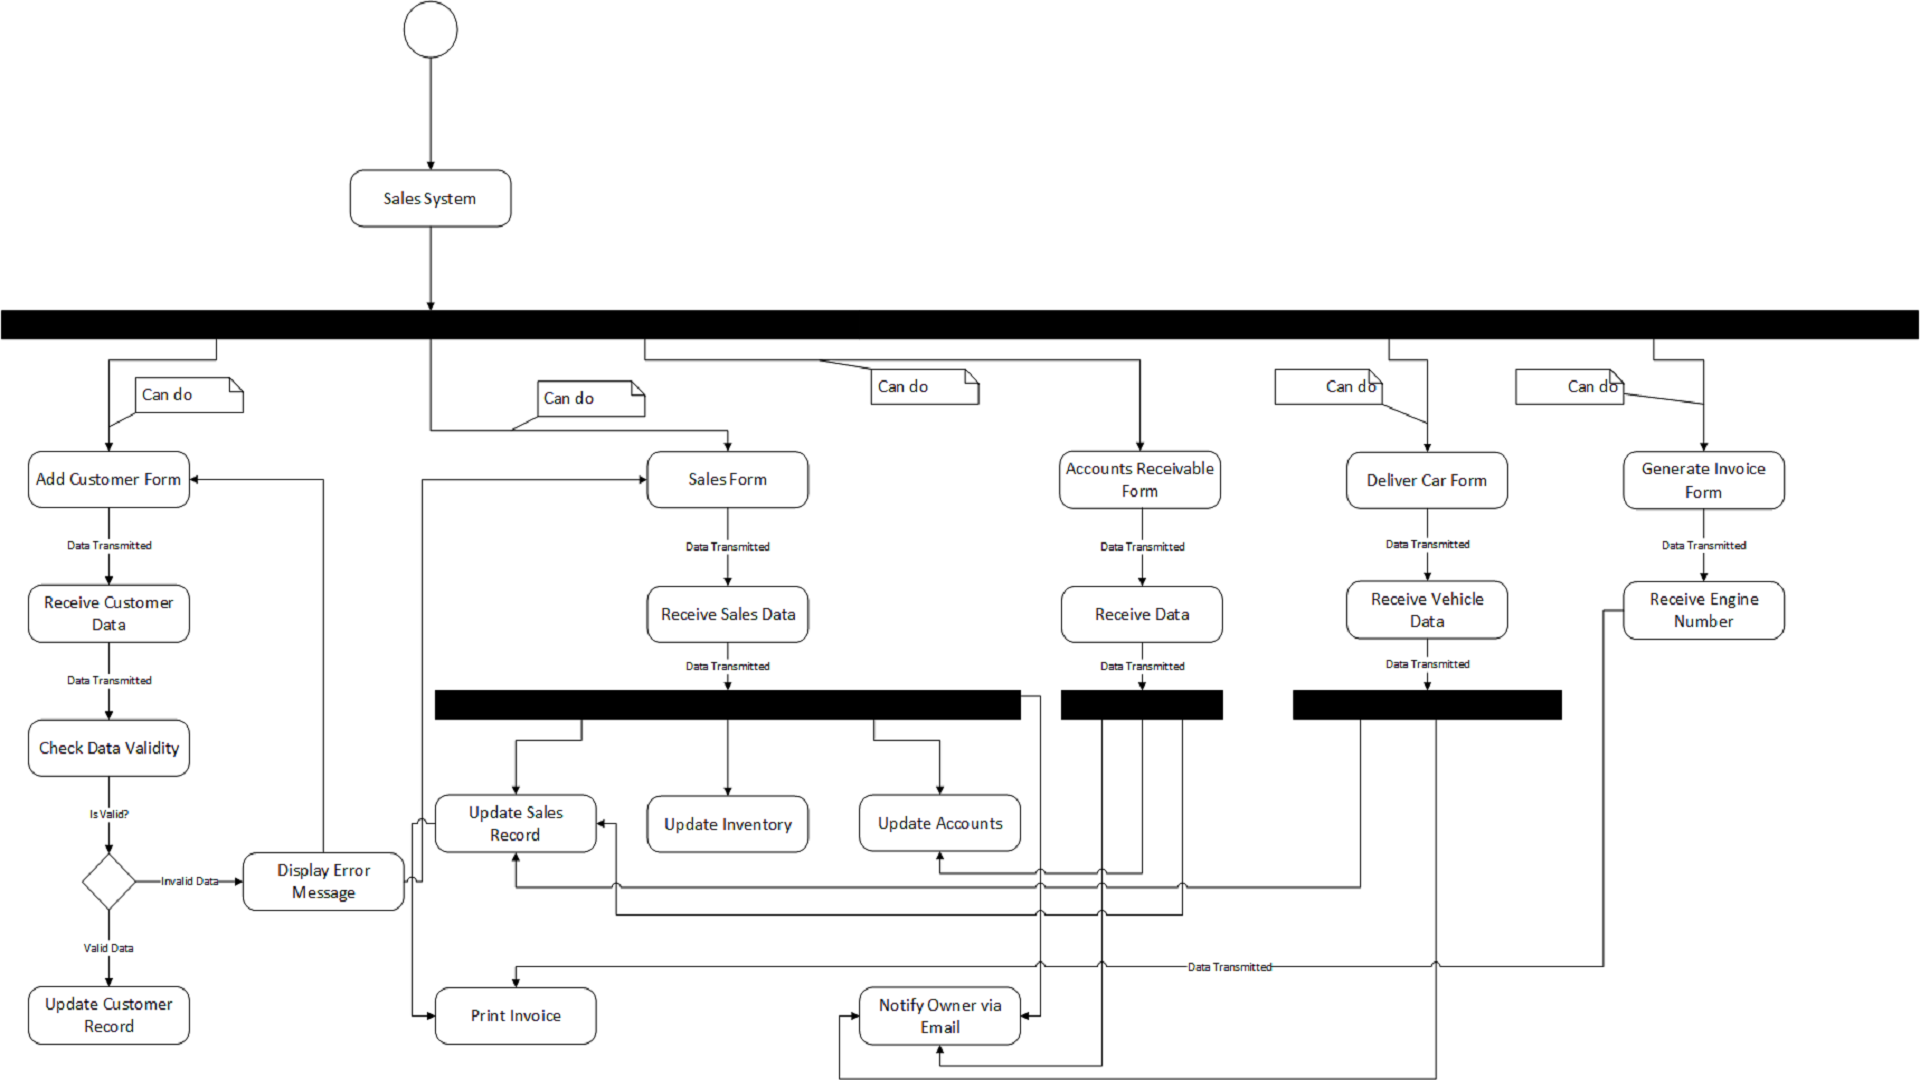 Sales System
Can do
Can do
Can do
Can do
Can do
Add Customer Form
Sales Form
Accounts Receivable
Form
Deliver Car Form
Generate Invoice
Form
Data Transmitted
Data Transmitted
Data Transmitted
Data Transmitted
Data Transmitted
Receive Customer
Data
Receive Sales Data
Receive Data
Receive Vehicle
Data
Receive Engine
Number
Data Transmitted
Data Transmitted
Data Transmitted
Data Transmitted
Check Data Validity
Is Valid?
Update Sales
Record
Update Inventory
Update Accounts
Invalid Data
Display Error
Message
Valid Data
Data Transmitted
Update Customer
Record
Print Invoice
Notify Owner via
Email